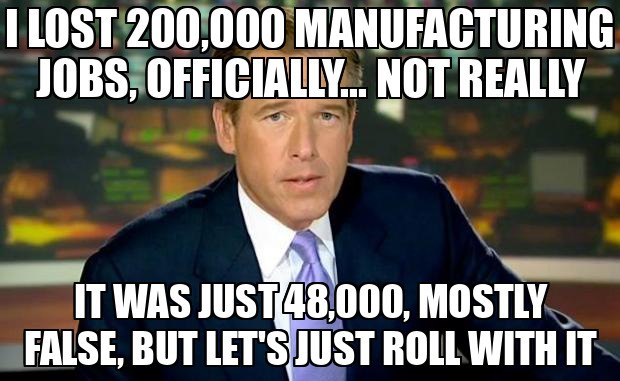 I LOST 200,000 MANUFACTURING
JOBS, OFFICIALLY... NOT REALLY
IT WAS JUST 48,000, MOSTLY
FALSE, BUT LET'S JUST ROLL WITH IT